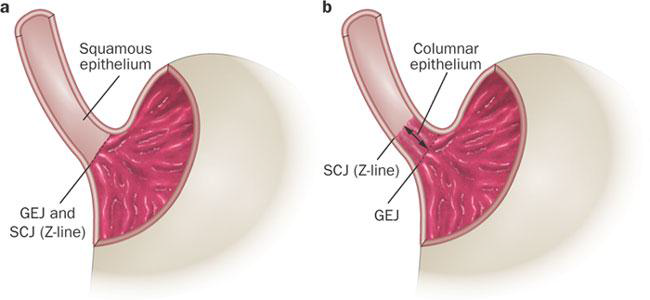 a
Squamous
epithelium
GEJ and
SCJ (Z-line)
b
Columnar
epithelium
SCJ (Z-line)
GEJ